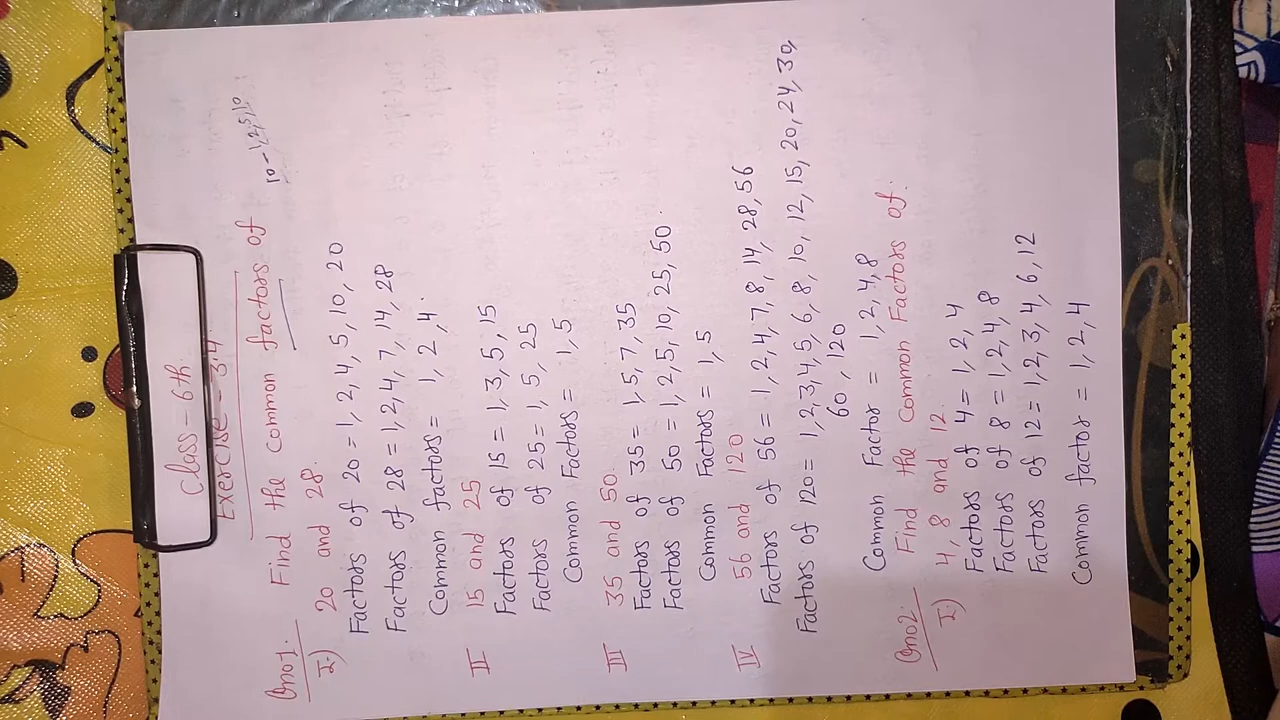 Class - 6th
Exercise - 3.4
Qno1. Find the common factors of
10 - 1,2,5,10
I.) 20 and 28.
Factors of 20 = 1, 2, 4, 5, 10, 20
Factors of 28 = 1, 2, 4, 7, 14, 28
Common factors = 1, 2, 4.
II 15 and 25
Factors of 15 = 1, 3, 5, 15
Factors of 25 = 1, 5, 25
Common Factors = 1, 5
III 35 and 50.
Factors of 35 = 1, 5, 7, 35
Factors of 50 = 1, 2, 5, 10, 25, 50.
Common Factors = 1, 5
IV 56 and 120
Factors of 56 = 1, 2, 4, 7, 8, 14, 28, 56
Factors of 120 = 1, 2, 3, 4, 5, 6, 8, 10, 12, 15, 20, 24, 30,
60, 120
Common Factor = 1, 2, 4, 8
Qno2. Find the Common Factors of.
I.) 4, 8 and 12.
Factors of 4 = 1, 2, 4
Factors of 8 = 1, 2, 4, 8
Factors of 12 = 1, 2, 3, 4, 6, 12
Common factor = 1, 2, 4